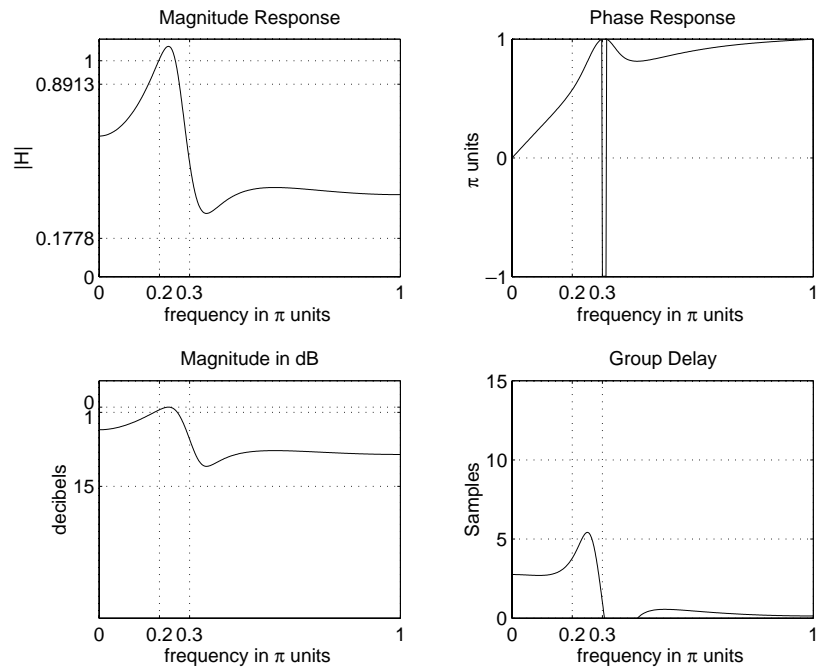 Magnitude Response
|H|
1
0.8913
0.1778
0
0 0.2 0.3 1
frequency in π units
Phase Response
π units
1
0
−1
0 0.2 0.3 1
frequency in π units
Magnitude in dB
decibels
0
1
15
0 0.2 0.3 1
frequency in π units
Group Delay
Samples
15
10
5
0
0 0.2 0.3 1
frequency in π units